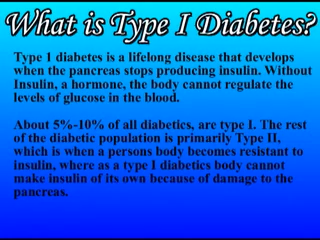 What is Type I Diabetes?
Type 1 diabetes is a lifelong disease that develops
when the pancreas stops producing insulin. Without
Insulin, a hormone, the body cannot regulate the
levels of glucose in the blood.
About 5%-10% of all diabetics, are type I. The rest
of the diabetic population is primarily Type II,
which is when a persons body becomes resistant to
insulin, where as a type I diabetics body cannot
make insulin of its own because of damage to the
pancreas.